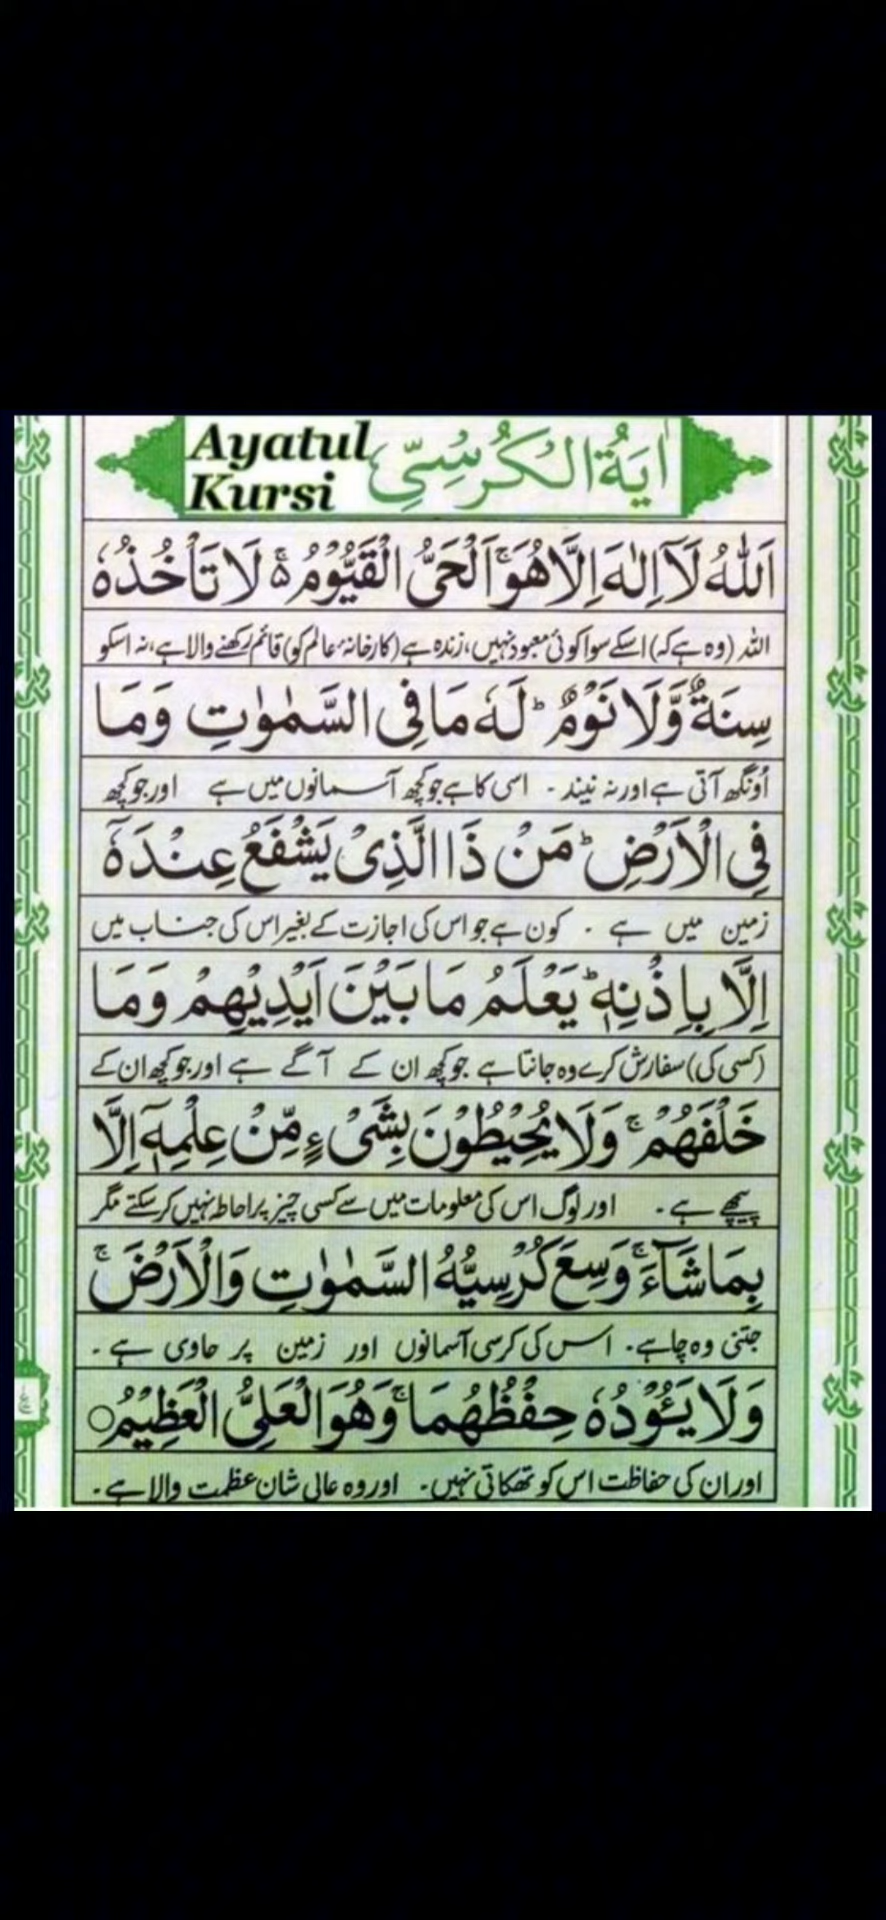 Ayatul Kursi
اٰيَةُ الْكُرْسِيِّ
اَللّٰهُ لَآ اِلٰهَ اِلَّا هُوَ ۚ اَلْحَيُّ الْقَيُّوْمُ ۬ۚ لَا تَاْخُذُهٗ
اللہ (وہ ہے کہ) اسکے سوا کوئی معبود نہیں، زندہ ہے (کارخانۂ عالم کو) قائم رکھنے والا ہے، نہ اسکو
سِنَةٌ وَّلَا نَوْمٌ ؕ لَهٗ مَا فِى السَّمٰوٰتِ وَمَا
اُونگھ آتی ہے اور نہ نیند ۔ اسی کا ہے جو کچھ آسمانوں میں ہے اور جو کچھ
فِى الْاَرْضِ ؕ مَنْ ذَا الَّذِىْ يَشْفَعُ عِنْدَهٗٓ
زمین میں ہے ۔ کون ہے جو اس کی اجازت کے بغیر اس کی جناب میں
اِلَّا بِاِذْنِهٖ ؕ يَعْلَمُ مَا بَيْنَ اَيْدِيْهِمْ وَمَا
(کسی کی) سفارش کرے وہ جانتا ہے جو کچھ ان کے آگے ہے اور جو کچھ ان کے
خَلْفَهُمْ ۚ وَلَا يُحِيْطُوْنَ بِشَىْءٍ مِّنْ عِلْمِهٖٓ اِلَّا
پیچھے ہے ۔ اور لوگ اس کی معلومات میں سے کسی چیز پر احاطہ نہیں کر سکتے مگر
بِمَا شَآءَ ۚ وَسِعَ كُرْسِيُّهُ السَّمٰوٰتِ وَالْاَرْضَ ۚ
جتنی وہ چاہے ۔ اس کی کرسی آسمانوں اور زمین پر حاوی ہے ۔
وَلَا يَـُٔوْدُهٗ حِفْظُهُمَا ۚ وَهُوَ الْعَلِىُّ الْعَظِيْمُ ۝
اور ان کی حفاظت اس کو تھکاتی نہیں ۔ اور وہ عالی شان عظمت والا ہے ۔